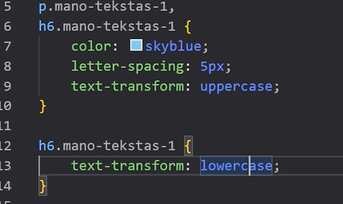 5 p.mano-tekstas-1,
6 h6.mano-tekstas-1 {
7 color: skyblue;
8 letter-spacing: 5px;
9 text-transform: uppercase;
10 }
11
12 h6.mano-tekstas-1 {
13 text-transform: lowercase;
14 }